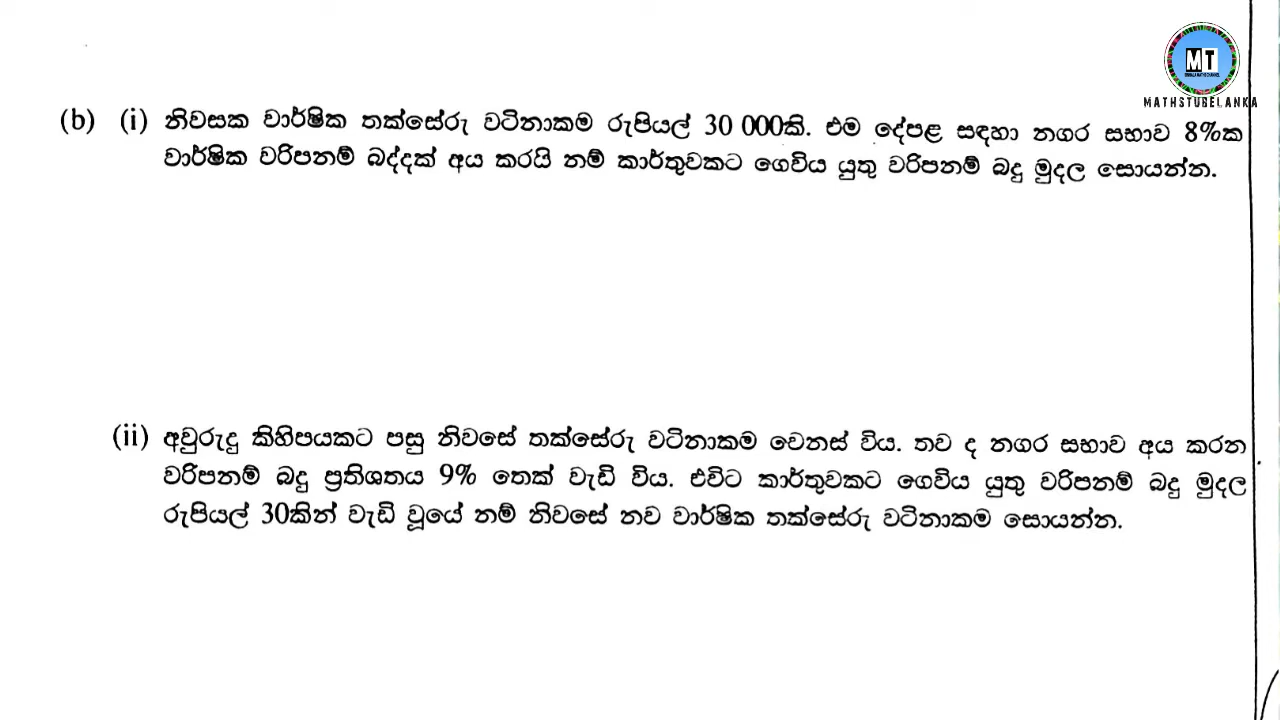 MT
MATHSTUBELANKA
(b) (i) නිවසක වාර්ෂික තක්සේරු වටිනාකම රුපියල් 30 000කි. එම දේපළ සඳහා නගර සභාව 8%ක
වාර්ෂික වරිපනම් බද්දක් අය කරයි නම් කාර්තුවකට ගෙවිය යුතු වරිපනම් බදු මුදල සොයන්න.
(ii) අවුරුදු කිහිපයකට පසු නිවසේ තක්සේරු වටිනාකම වෙනස් විය. තව ද නගර සභාව අය කරන
වරිපනම් බදු ප්‍රතිශතය 9% තෙක් වැඩි විය. එවිට කාර්තුවකට ගෙවිය යුතු වරිපනම් බදු මුදල
රුපියල් 30කින් වැඩි වූයේ නම් නිවසේ නව වාර්ෂික තක්සේරු වටිනාකම සොයන්න.